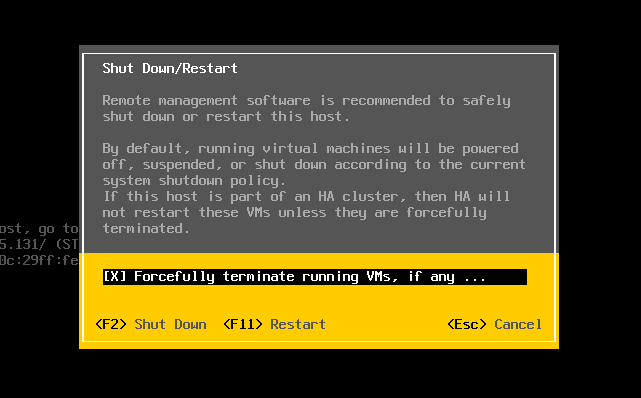 Shut Down/Restart
Remote management software is recommended to safely
shut down or restart this host.
By default, running virtual machines will be powered
off, suspended, or shut down according to the current
system shutdown policy.
If this host is part of an HA cluster, then HA will
not restart these VMs unless they are forcefully
terminated.
ost, go to
5.131/ (ST
0c:29ff:fe
[X] Forcefully terminate running VMs, if any ...
<F2> Shut Down <F11> Restart <Esc> Cancel